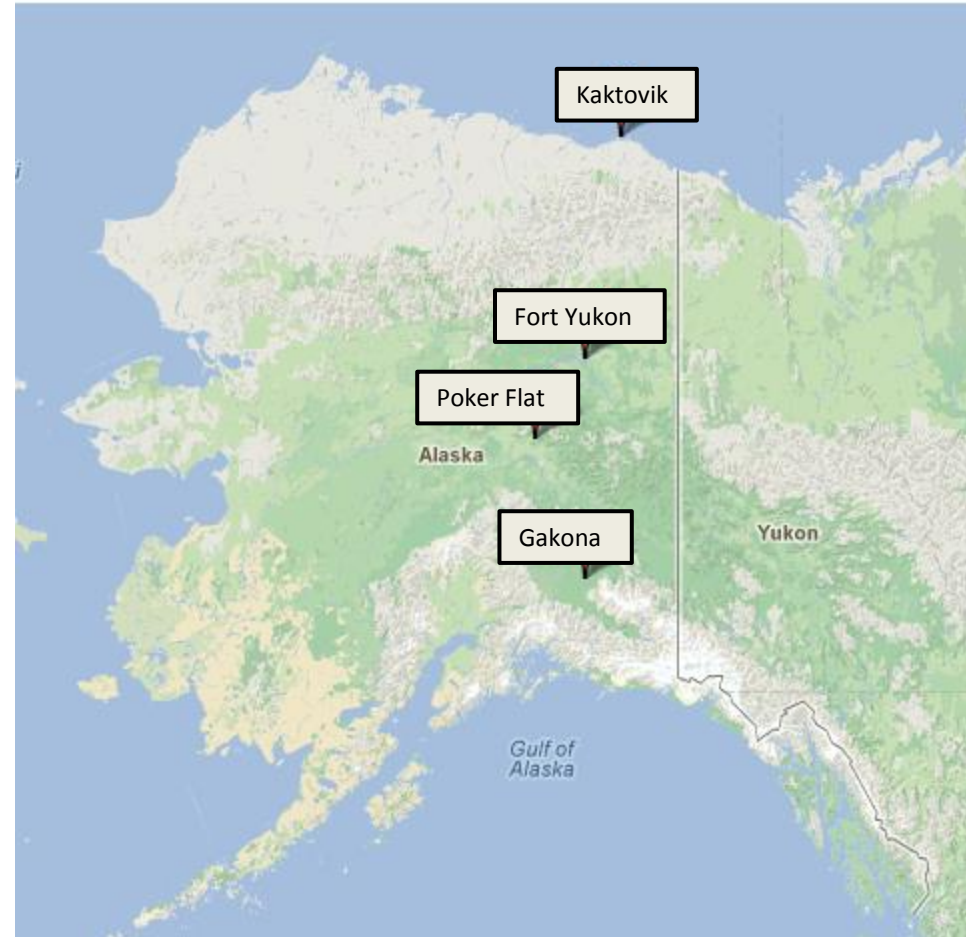 Kaktovik
Fort Yukon
Poker Flat
Alaska
Gakona
Yukon
Gulf of
Alaska